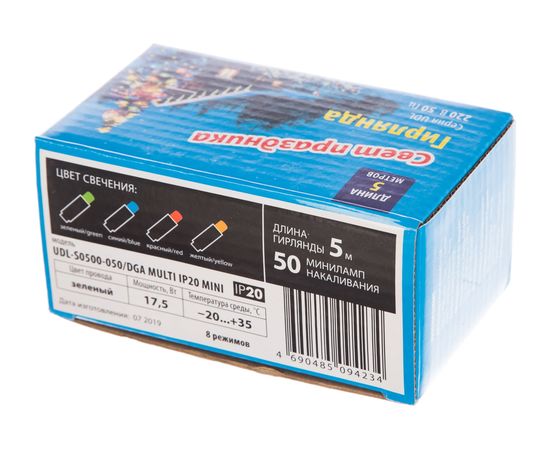 Свет праздника
Гирлянда
Серия UDL
220 В 50 Гц
ДЛИНА
5
МЕТРОВ
ЦВЕТ СВЕЧЕНИЯ:
зеленый/green
синий/blue
красный/red
желтый/yellow
модель
UDL-S0500-050/DGA MULTI IP20 MINI IP20
Цвет провода
Мощность, Вт
Температура среды, °С
зеленый
17,5
−20...+35
Дата изготовления: 07 2019
8 режимов
ДЛИНА
ГИРЛЯНДЫ 5 м
50 МИНИЛАМП
НАКАЛИВАНИЯ
4 690485 094234